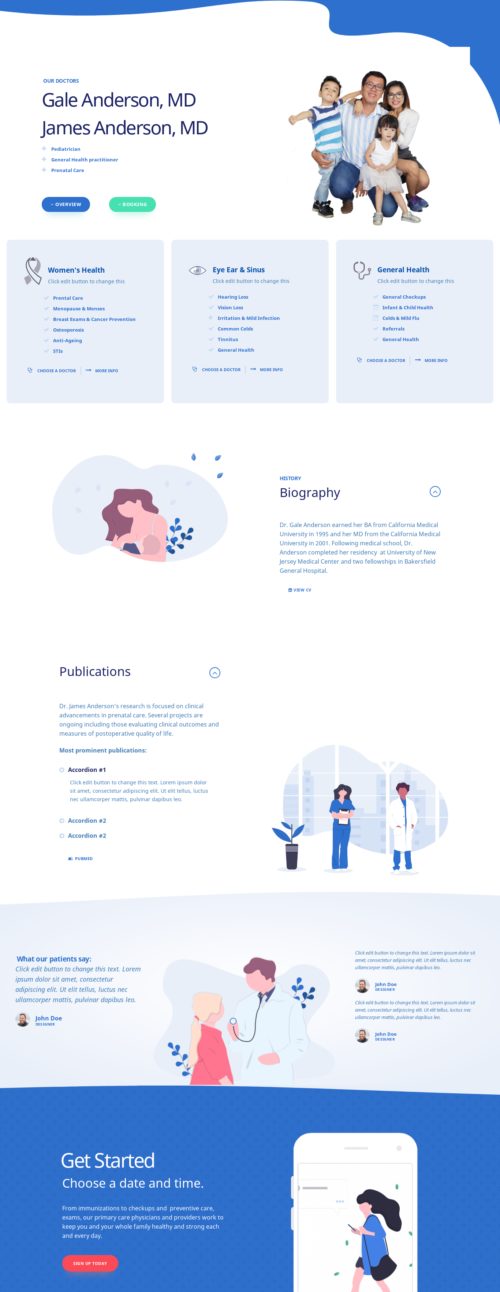 OUR DOCTORS
Gale Anderson, MD
James Anderson, MD
Pediatrician
General Health practitioner
Prenatal Care
OVERVIEW
BOOKING
Women's Health
Click edit button to change this
Prental Care
Menopause & Menses
Breast Exams & Cancer Prevention
Osteoporosis
Anti-Ageing
STIs
CHOOSE A DOCTOR
MORE INFO
Eye Ear & Sinus
Click edit button to change this
Hearing Loss
Vision Loss
Irritation & Mild Infection
Common Colds
Tinnitus
General Health
CHOOSE A DOCTOR
MORE INFO
General Health
Click edit button to change this
General Checkups
Infant & Child Health
Colds & Mild Flu
Referrals
General Health
CHOOSE A DOCTOR
MORE INFO
HISTORY
Biography
Dr. Gale Anderson earned her BA from California Medical
University in 1995 and her MD from the California Medical
University in 2001. Following medical school, Dr.
Anderson completed her residency at University of New
Jersey Medical Center and two fellowships in Bakersfield
General Hospital.
VIEW CV
Publications
Dr. James Anderson's research is focused on clinical
advancements in prenatal care. Several projects are
ongoing including those evaluating clinical outcomes and
measures of postoperative quality of life.
Most prominent publications:
Accordion #1
Click edit button to change this text. Lorem ipsum dolor
sit amet, consectetur adipiscing elit. Ut elit tellus, luctus
nec ullamcorper mattis, pulvinar dapibus leo.
Accordion #2
Accordion #2
PUBMED
What our patients say:
Click edit button to change this text. Lorem
ipsum dolor sit amet, consectetur
adipiscing elit. Ut elit tellus, luctus nec
ullamcorper mattis, pulvinar dapibus leo.
John Doe
DESIGNER
Click edit button to change this text. Lorem ipsum dolor sit
amet, consectetur adipiscing elit. Ut elit tellus, luctus nec
ullamcorper mattis, pulvinar dapibus leo.
John Doe
DESIGNER
Click edit button to change this text. Lorem ipsum dolor sit
amet, consectetur adipiscing elit. Ut elit tellus, luctus nec
ullamcorper mattis, pulvinar dapibus leo.
John Doe
DESIGNER
Get Started
Choose a date and time.
From immunizations to checkups and preventive care,
exams, our primary care physicians and providers work to
keep you and your whole family healthy and strong each
and every day.
SIGN UP TODAY